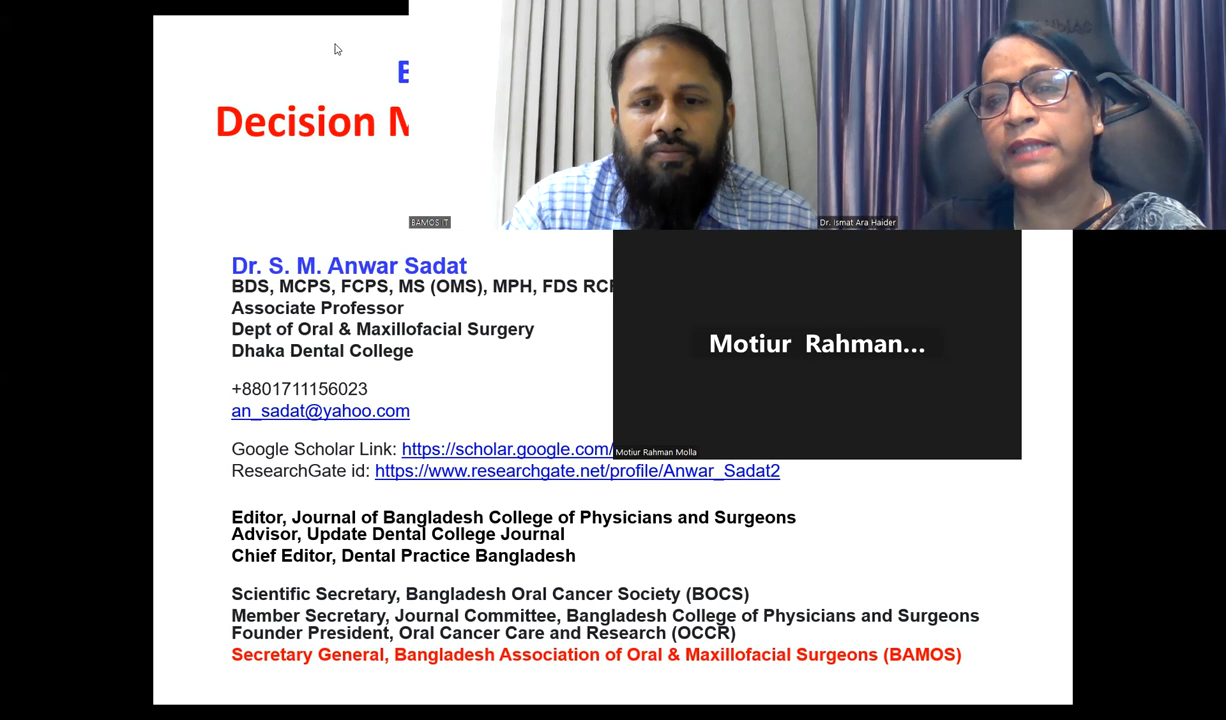 Decision
BAMOS IT
Dr. Ismat Ara Haider
Dr. S. M. Anwar Sadat
BDS, MCPS, FCPS, MS (OMS), MPH, FDS
Associate Professor
Dept of Oral & Maxillofacial Surgery
Dhaka Dental College
Motiur Rahman...
+8801711156023
an_sadat@yahoo.com
Google Scholar Link: https://scholar.google.com/
Motiur Rahman Molla
ResearchGate id: https://www.researchgate.net/profile/Anwar_Sadat2
Editor, Journal of Bangladesh College of Physicians and Surgeons
Advisor, Update Dental College Journal
Chief Editor, Dental Practice Bangladesh
Scientific Secretary, Bangladesh Oral Cancer Society (BOCS)
Member Secretary, Journal Committee, Bangladesh College of Physicians and Surgeons
Founder President, Oral Cancer Care and Research (OCCR)
Secretary General, Bangladesh Association of Oral & Maxillofacial Surgeons (BAMOS)